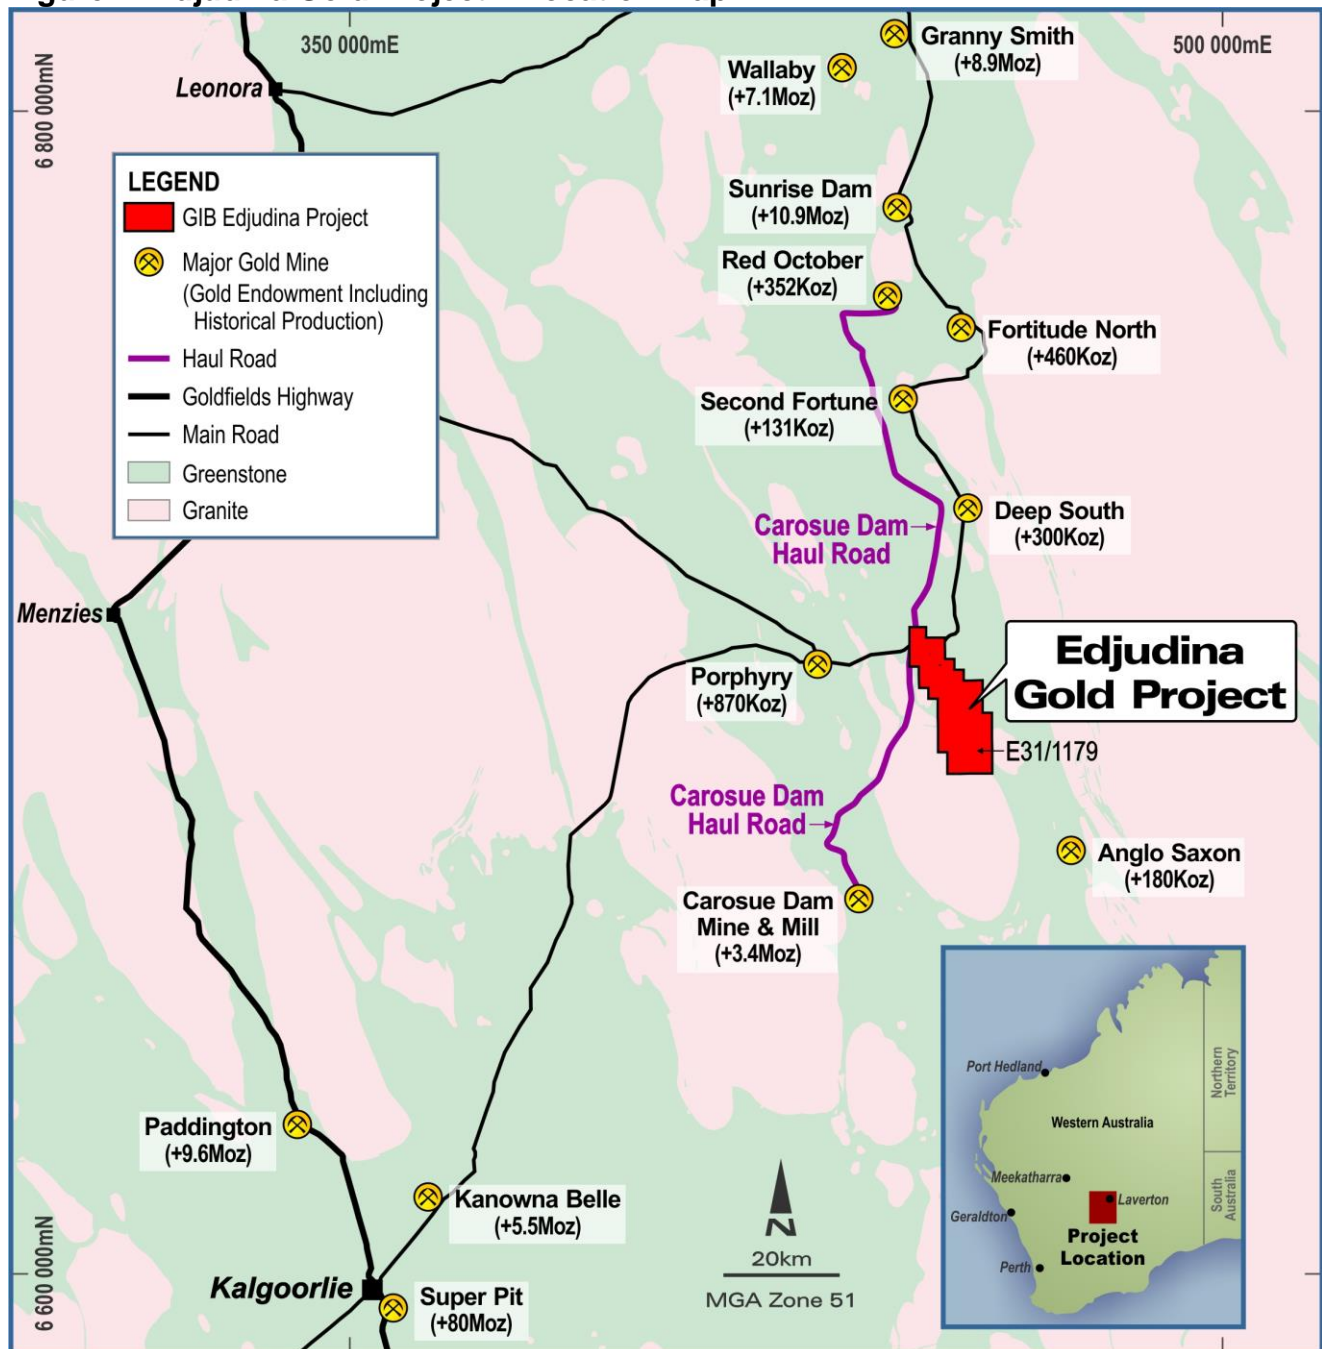 350 000mE
500 000mE
6 800 000mN
6 600 000mN
Leonora
Granny Smith
(+8.9Moz)
Wallaby
(+7.1Moz)
LEGEND
GIB Edjudina Project
Major Gold Mine
(Gold Endowment Including
Historical Production)
Haul Road
Goldfields Highway
Main Road
Greenstone
Granite
Sunrise Dam
(+10.9Moz)
Red October
(+352Koz)
Fortitude North
(+460Koz)
Second Fortune
(+131Koz)
Deep South
(+300Koz)
Carosue Dam
Haul Road
Menzies
Edjudina
Gold Project
Porphyry
(+870Koz)
E31/1179
Carosue Dam
Haul Road
Anglo Saxon
(+180Koz)
Carosue Dam
Mine & Mill
(+3.4Moz)
Paddington
(+9.6Moz)
Kanowna Belle
(+5.5Moz)
Kalgoorlie
Super Pit
(+80Moz)
N
20km
MGA Zone 51
Port Hedland
Northern
Territory
Western Australia
Meekatharra
Laverton
Geraldton
South
Australia
Project
Location
Perth